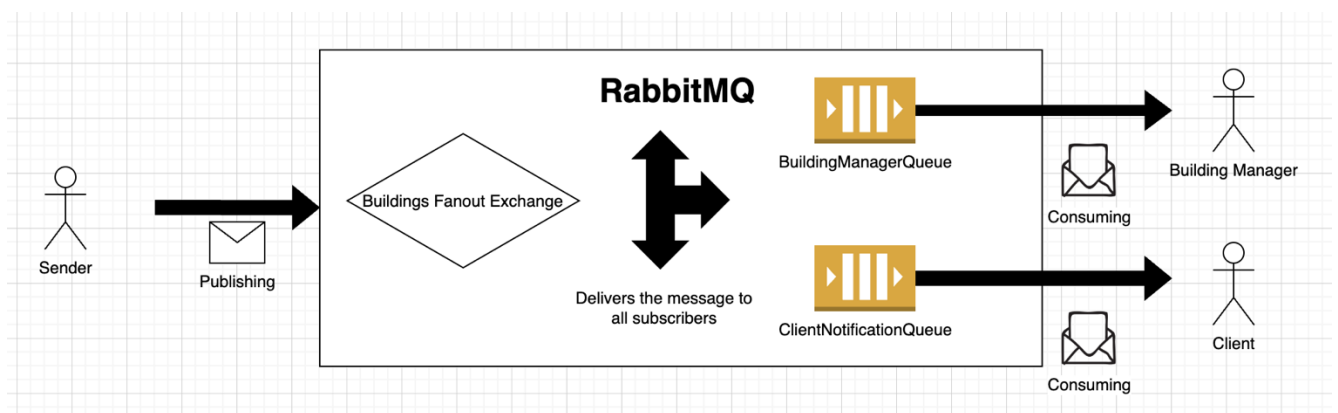 RabbitMQ
Sender
Publishing
Buildings Fanout Exchange
Delivers the message to
all subscribers
BuildingManagerQueue
ClientNotificationQueue
Consuming
Building Manager
Consuming
Client